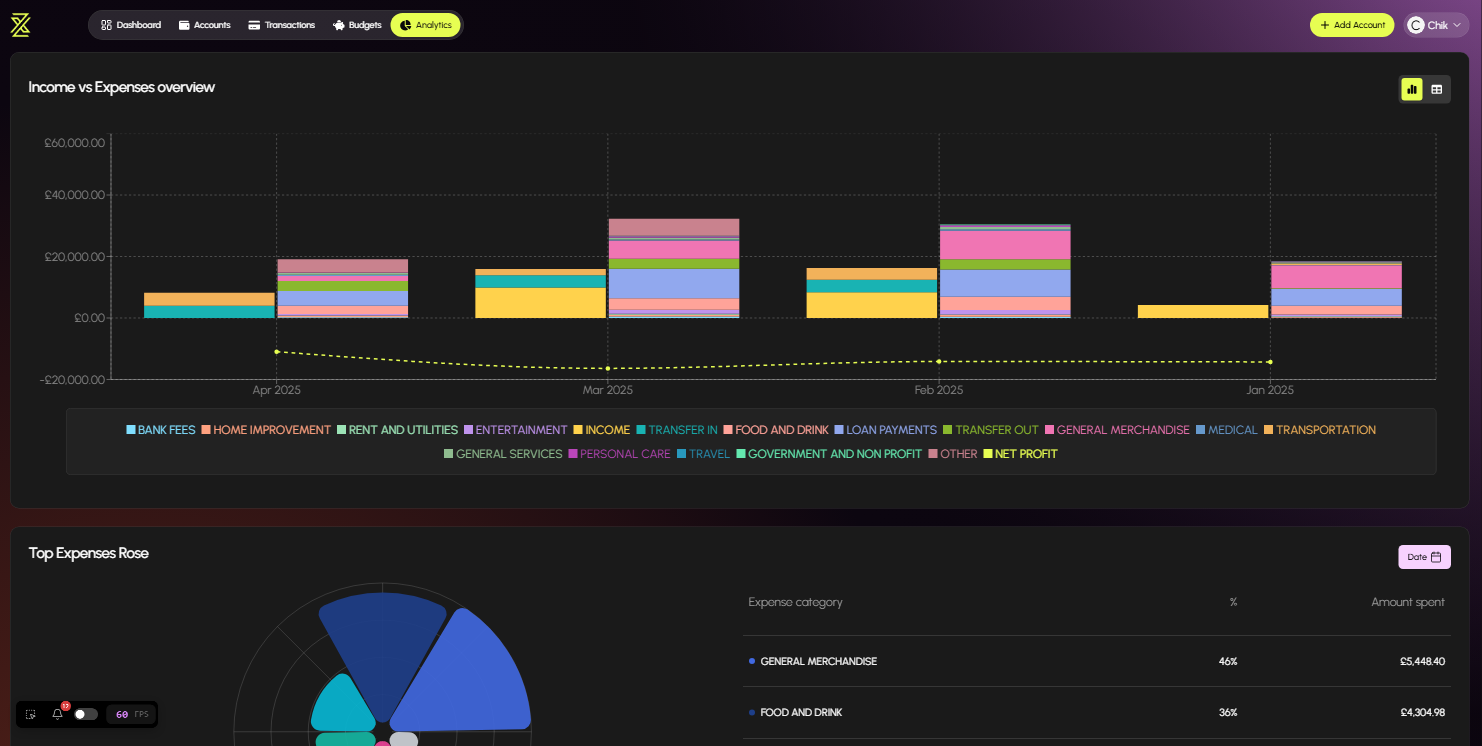 Dashboard Accounts Transactions Budgets Analytics + Add Account C Chik
Income vs Expenses overview
£60,000.00
£40,000.00
£20,000.00
£0.00
-£20,000.00
Apr 2025 Mar 2025 Feb 2025 Jan 2025
BANK FEES HOME IMPROVEMENT RENT AND UTILITIES ENTERTAINMENT INCOME TRANSFER IN FOOD AND DRINK LOAN PAYMENTS TRANSFER OUT GENERAL MERCHANDISE MEDICAL TRANSPORTATION
GENERAL SERVICES PERSONAL CARE TRAVEL GOVERNMENT AND NON PROFIT OTHER NET PROFIT
Top Expenses Rose
Date
Expense category % Amount spent
GENERAL MERCHANDISE 46% £5,448.40
FOOD AND DRINK 36% £4,304.98
17
60 FPS